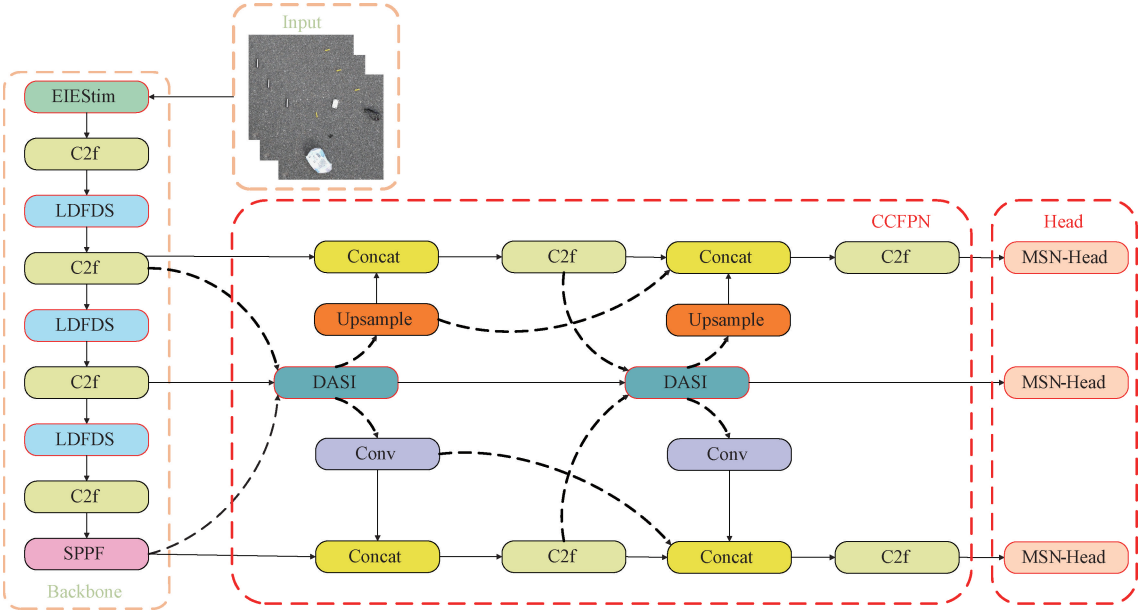 Input
EIEStim
C2f
LDFDS
C2f
LDFDS
C2f
LDFDS
C2f
SPPF
Backbone
CCFPN
Head
Concat
C2f
Concat
C2f
MSN-Head
Upsample
Upsample
DASI
DASI
MSN-Head
Conv
Conv
Concat
C2f
Concat
C2f
MSN-Head